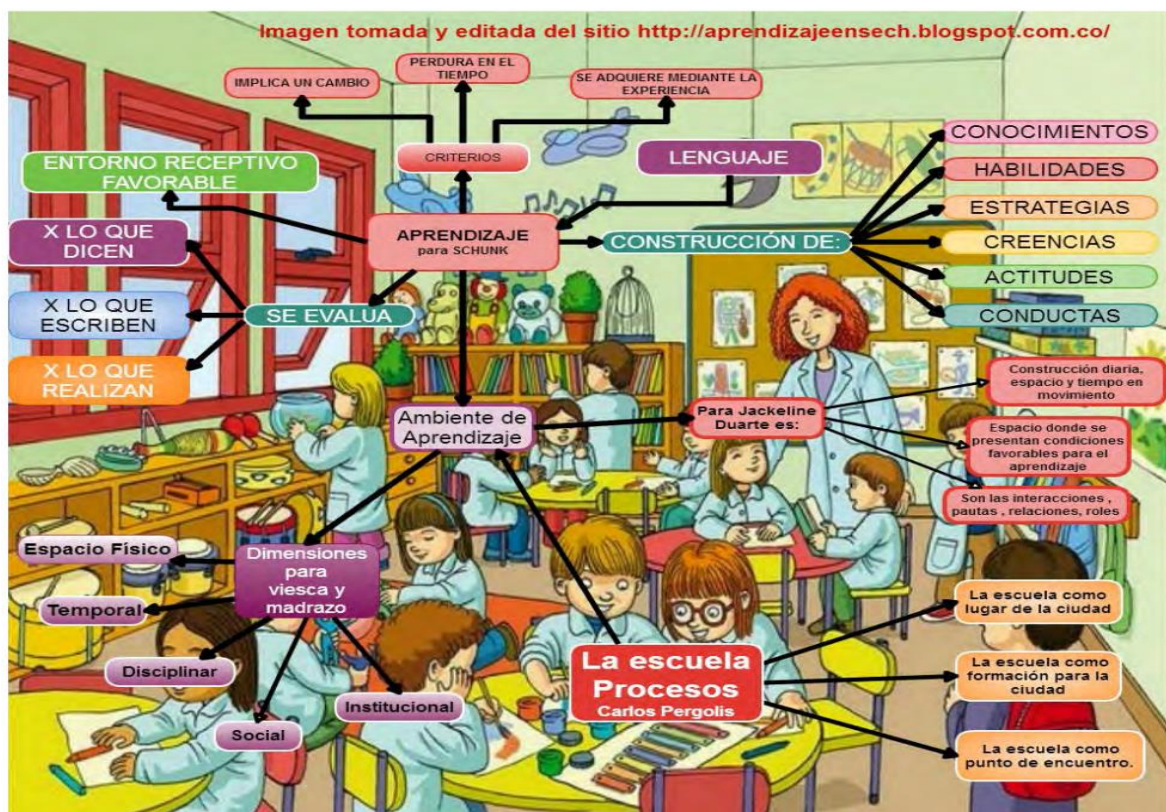 Imagen tomada y editada del sitio http://aprendizajeensech.blogspot.com.co/
PERDURA EN EL
TIEMPO
IMPLICA UN CAMBIO
SE ADQUIERE MEDIANTE LA
EXPERIENCIA
CRITERIOS
LENGUAJE
ENTORNO RECEPTIVO
FAVORABLE
APRENDIZAJE
para SCHUNK
CONSTRUCCIÓN DE:
CONOCIMIENTOS
HABILIDADES
ESTRATEGIAS
CREENCIAS
ACTITUDES
CONDUCTAS
X LO QUE
DICEN
X LO QUE
ESCRIBEN
X LO QUE
REALIZAN
SE EVALUA
Ambiente de
Aprendizaje
Para Jackeline
Duarte es:
Construcción diaria,
espacio y tiempo en
movimiento
Espacio donde se
presentan condiciones
favorables para el
aprendizaje
Son las interacciones ,
pautas , relaciones, roles
Dimensiones
para
viesca y
madrazo
Espacio Físico
Temporal
Disciplinar
Social
Institucional
La escuela
Procesos
Carlos Pergolis
La escuela como
lugar de la ciudad
La escuela como
formación para la
ciudad
La escuela como
punto de encuentro.